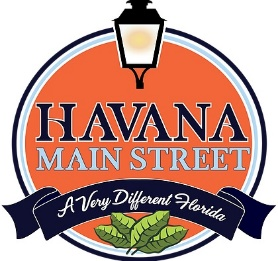 HAVANA
MAIN STREET
A Very Different Florida